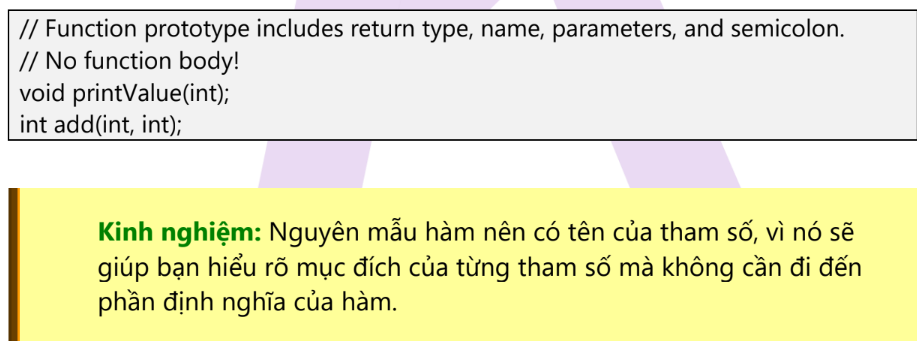 // Function prototype includes return type, name, parameters, and semicolon.
// No function body!
void printValue(int);
int add(int, int);
Kinh nghiệm: Nguyên mẫu hàm nên có tên của tham số, vì nó sẽ
giúp bạn hiểu rõ mục đích của từng tham số mà không cần đi đến
phần định nghĩa của hàm.